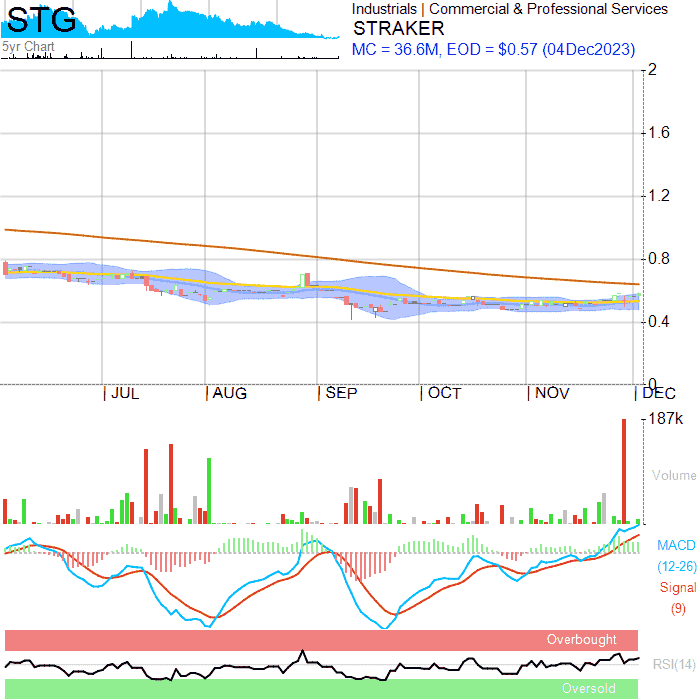 STG
Industrials | Commercial & Professional Services
STRAKER
5yr Chart
MC = 36.6M, EOD = $0.57 (04Dec2023)
2
1.6
1.2
0.8
0.4
0
JUL AUG SEP OCT NOV DEC
187k
Volume
MACD
(12-26)
Signal
(9)
Overbought
RSI(14)
Oversold